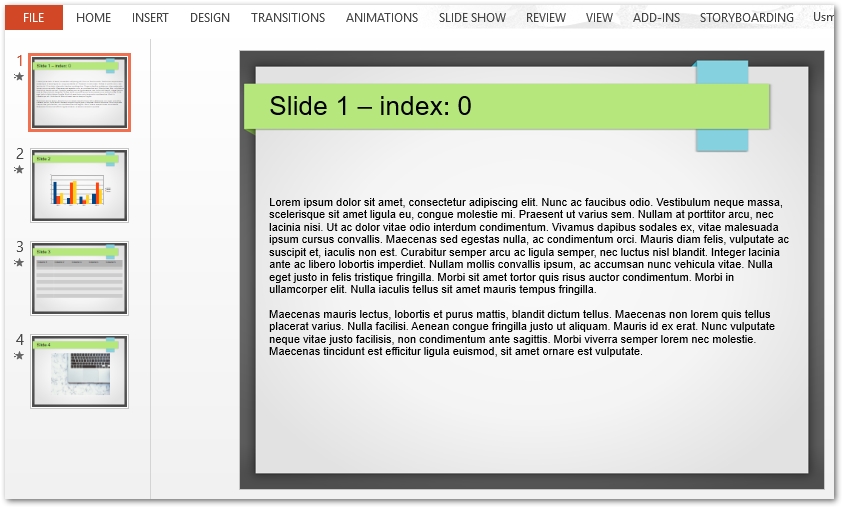 FILE HOME INSERT DESIGN TRANSITIONS ANIMATIONS SLIDE SHOW REVIEW VIEW ADD-INS STORYBOARDING Usm
1
Slide 1 – index: 0
2
Slide 2
3
Slide 3
4
Slide 4
Slide 1 – index: 0
Lorem ipsum dolor sit amet, consectetur adipiscing elit. Nunc ac faucibus odio. Vestibulum neque massa,
scelerisque sit amet ligula eu, congue molestie mi. Praesent ut varius sem. Nullam at porttitor arcu, nec
lacinia nisi. Ut ac dolor vitae odio interdum condimentum. Vivamus dapibus sodales ex, vitae malesuada
ipsum cursus convallis. Maecenas sed egestas nulla, ac condimentum orci. Mauris diam felis, vulputate ac
suscipit et, iaculis non est. Curabitur semper arcu ac ligula semper, nec luctus nisl blandit. Integer lacinia
ante ac libero lobortis imperdiet. Nullam mollis convallis ipsum, ac accumsan nunc vehicula vitae. Nulla
eget justo in felis tristique fringilla. Morbi sit amet tortor quis risus auctor condimentum. Morbi in
ullamcorper elit. Nulla iaculis tellus sit amet mauris tempus fringilla.
Maecenas mauris lectus, lobortis et purus mattis, blandit dictum tellus. Maecenas non lorem quis tellus
placerat varius. Nulla facilisi. Aenean congue fringilla justo ut aliquam. Mauris id ex erat. Nunc vulputate
neque vitae justo facilisis, non condimentum ante sagittis. Morbi viverra semper lorem nec molestie.
Maecenas tincidunt est efficitur ligula euismod, sit amet ornare est vulputate.